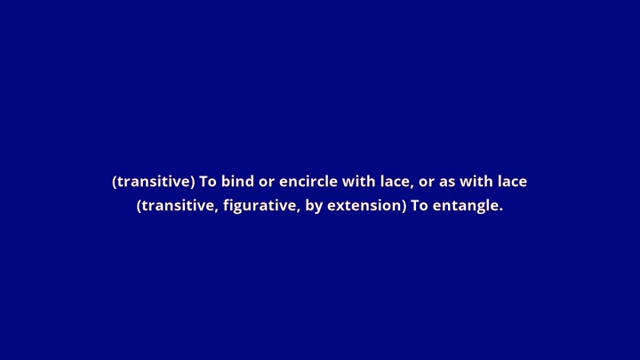 (transitive) To bind or encircle with lace, or as with lace
(transitive, figurative, by extension) To entangle.